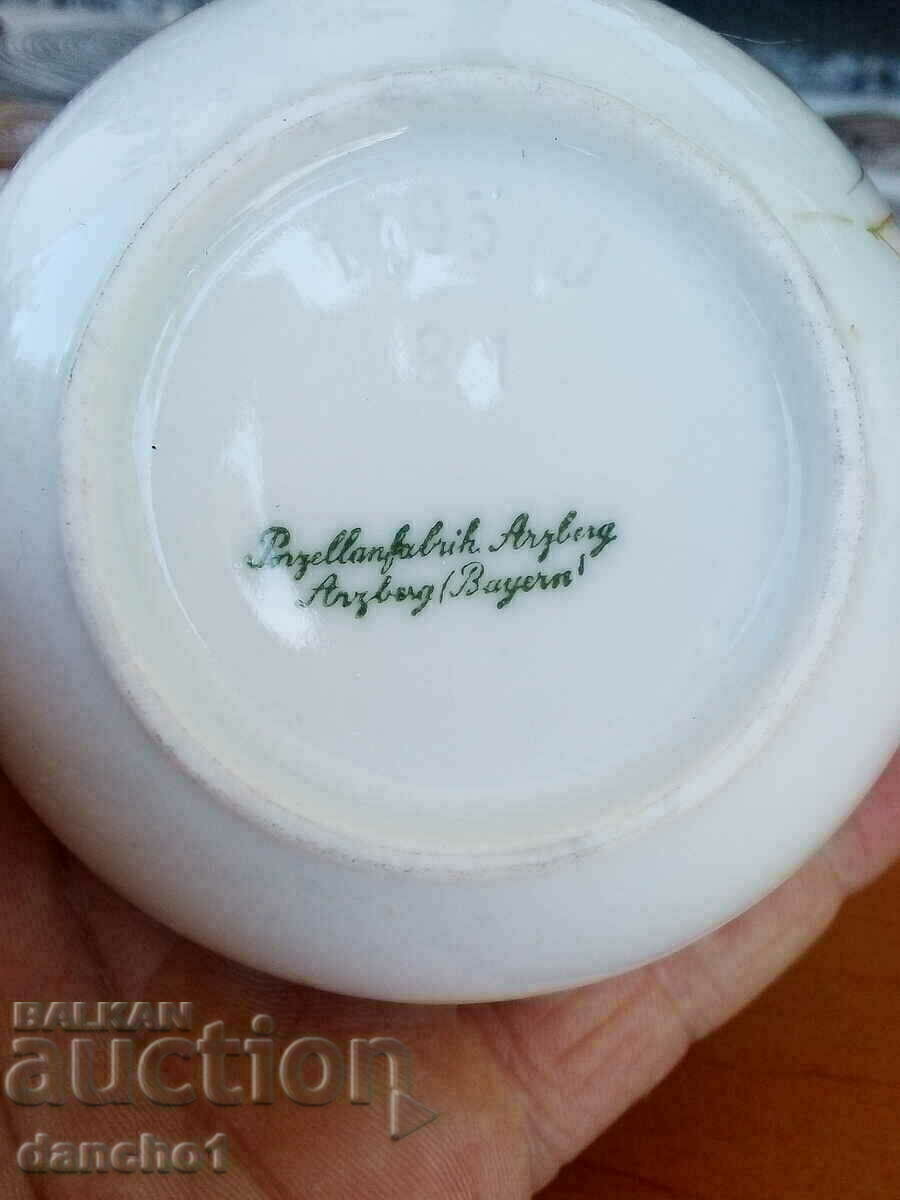 Porzellanfabrik Arzberg
Arzberg (Bayern)
BALKAN
auction
dancho1